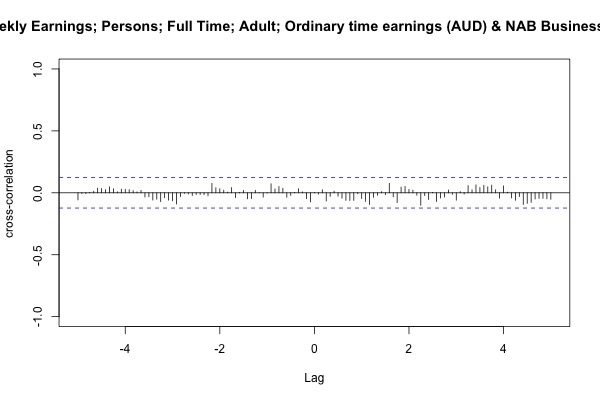 ekly Earnings; Persons; Full Time; Adult; Ordinary time earnings (AUD) & NAB Business
1.0
0.5
0.0
-0.5
-1.0
cross-correlation
-4 -2 0 2 4
Lag